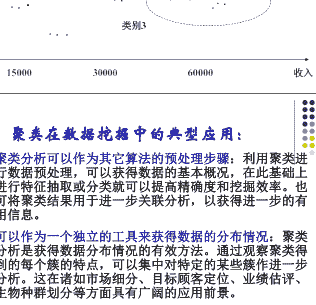 类别3
15000 30000 60000 收入
聚类在数据挖掘中的典型应用：
聚类分析可以作为其它算法的预处理步骤：利用聚类进
行数据预处理，可以获得数据的基本概况，在此基础上
进行特征抽取或分类就可以提高精确度和挖掘效率。也
可将聚类结果用于进一步关联分析，以获得进一步的有
用信息。
可以作为一个独立的工具来获得数据的分布情况：聚类
分析是获得数据分布情况的有效方法。通过观察聚类得
到的每个簇的特点，可以集中对特定的某些簇作进一步
分析。这在诸如市场细分、目标顾客定位、业绩估评、
生物种群划分等方面具有广阔的应用前景。